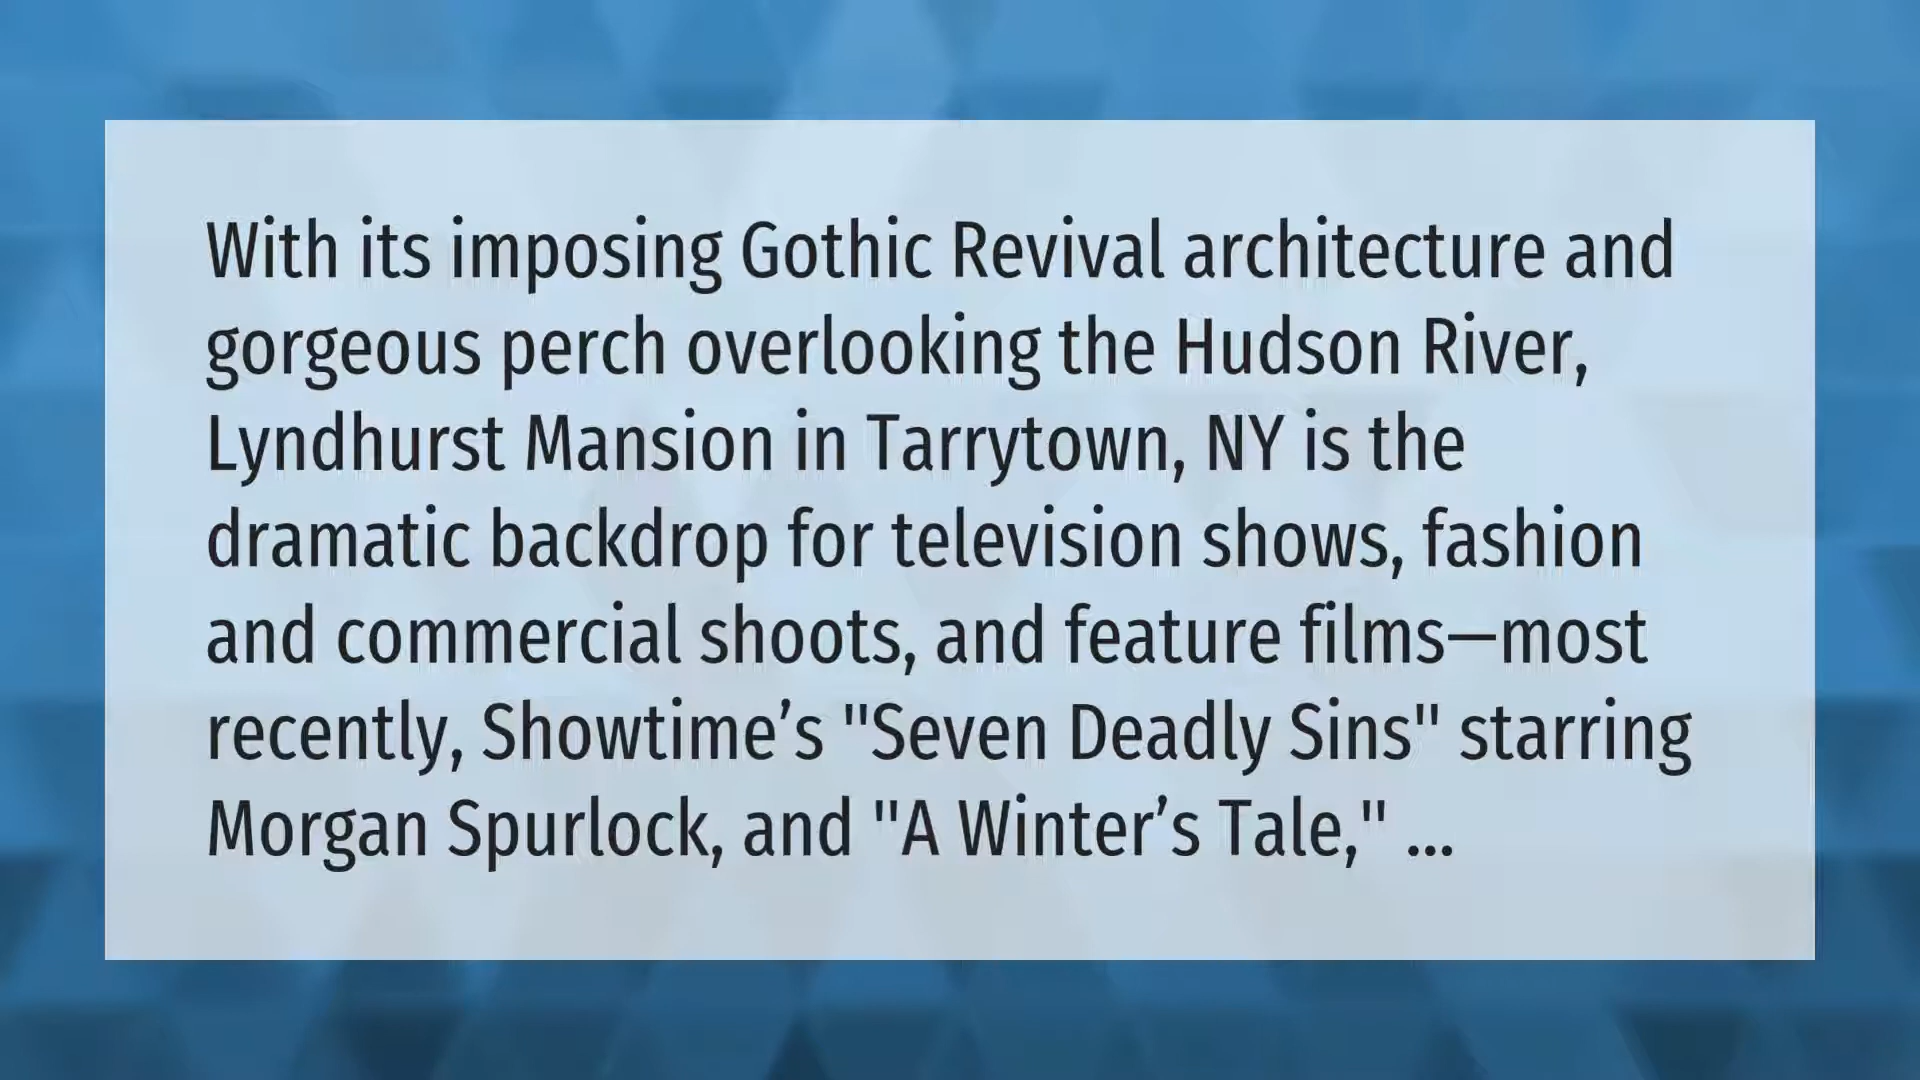 With its imposing Gothic Revival architecture and
gorgeous perch overlooking the Hudson River,
Lyndhurst Mansion in Tarrytown, NY is the
dramatic backdrop for television shows, fashion
and commercial shoots, and feature films—most
recently, Showtime’s "Seven Deadly Sins" starring
Morgan Spurlock, and "A Winter’s Tale," ...